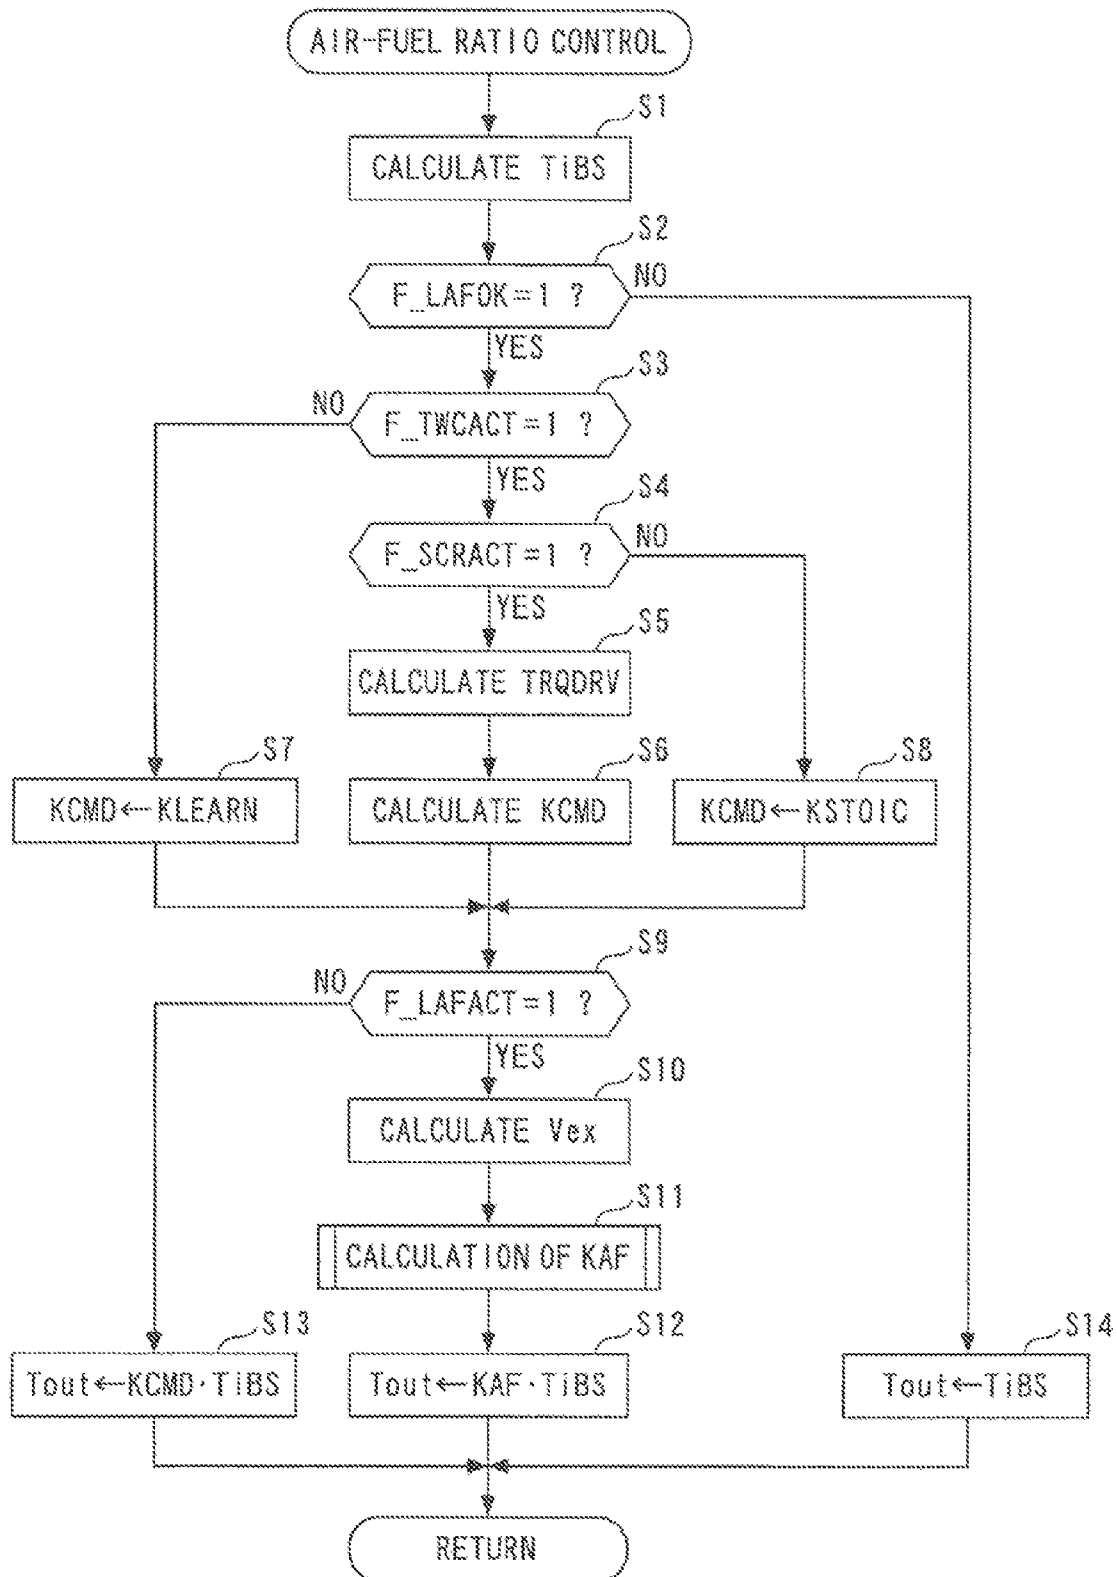 AIR-FUEL RATIO CONTROL
S1
CALCULATE TiBS
S2
F_LAFOK=1 ?
NO
YES
S3
NO
F_TWCACT=1 ?
YES
S4
F_SCRACT=1 ?
NO
YES
S5
CALCULATE TRQDRV
S7
S6
S8
KCMD←KLEARN
CALCULATE KCMD
KCMD←KSTOIC
S9
NO
F_LAFACT=1 ?
YES
S10
CALCULATE Vex
S11
CALCULATION OF KAF
S13
S12
S14
Tout←KCMD·TiBS
Tout←KAF·TiBS
Tout←TiBS
RETURN